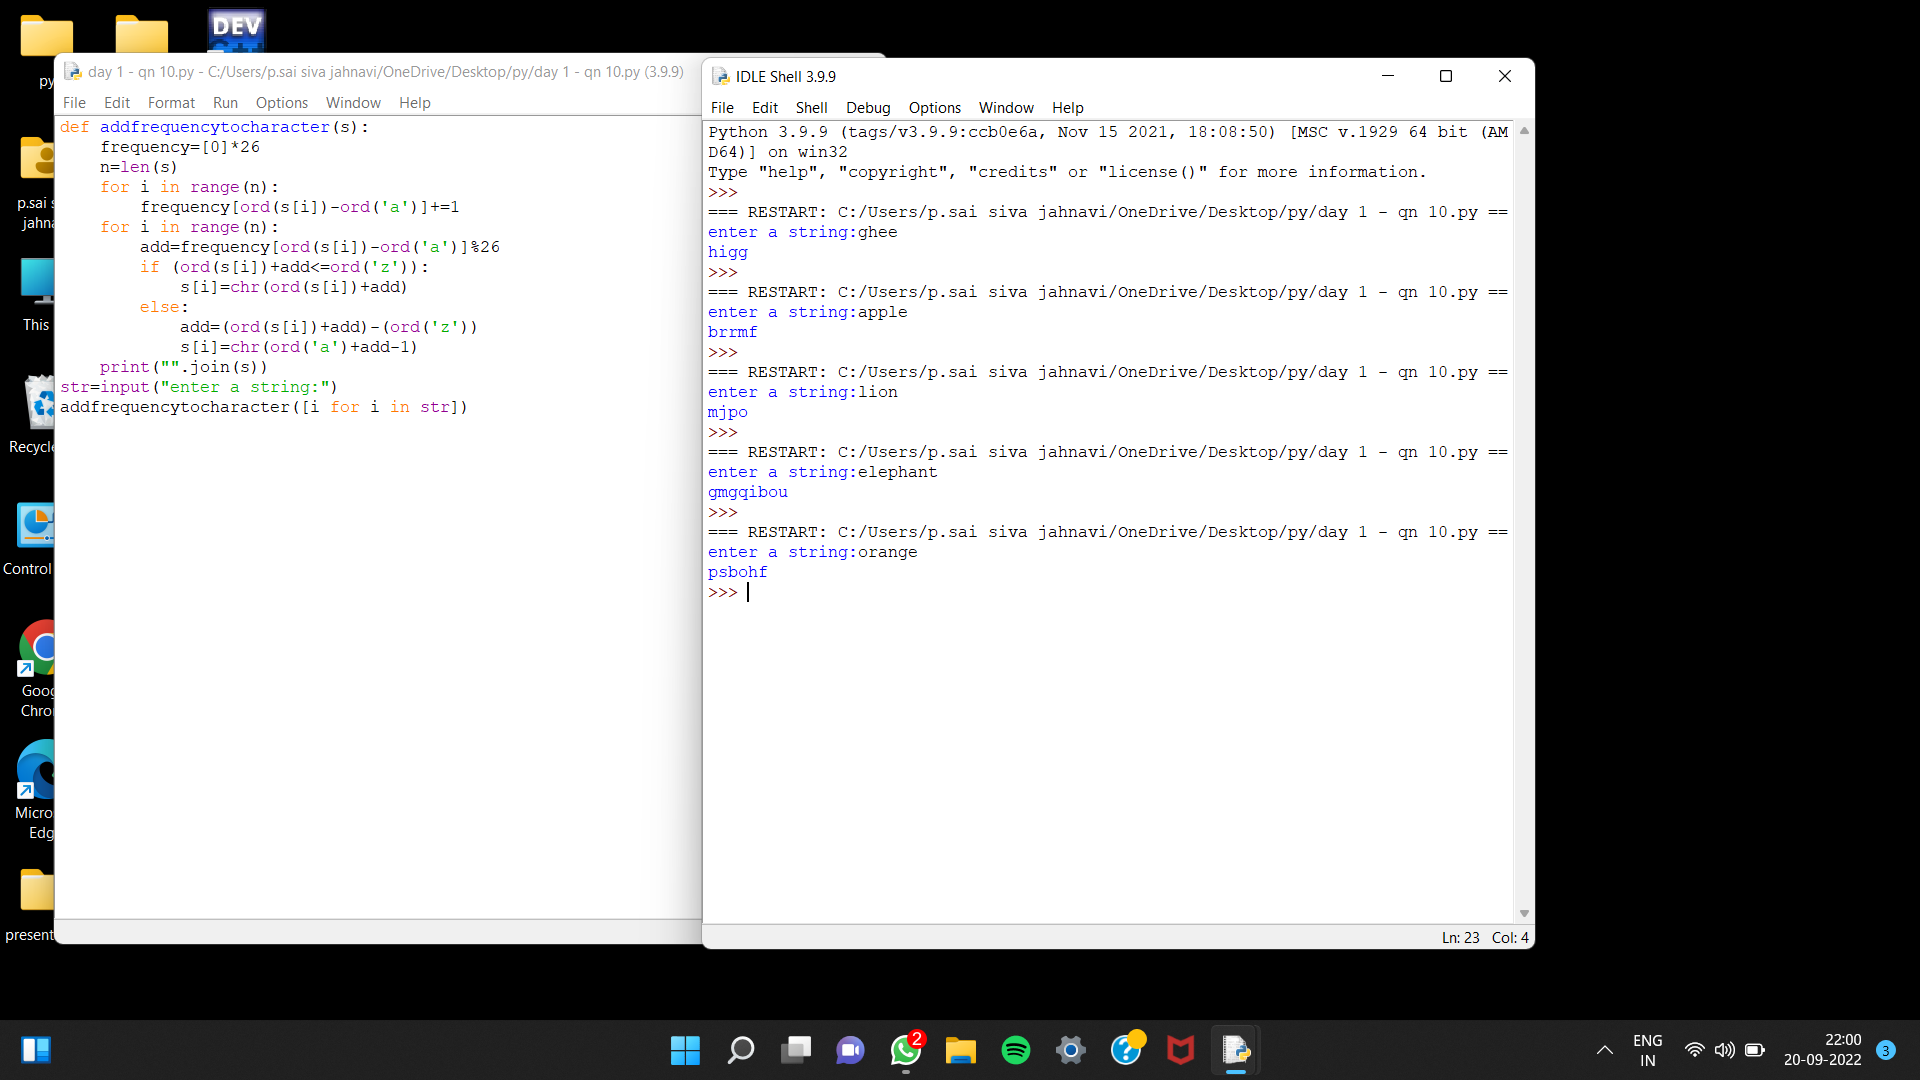 DEV
py
p.sai s
jahna
This
Recycle
Control
Goog
Chro
Micro
Edg
present
day 1 - qn 10.py - C:/Users/p.sai siva jahnavi/OneDrive/Desktop/py/day 1 - qn 10.py (3.9.9)
File Edit Format Run Options Window Help
def addfrequencytocharacter(s):
    frequency=[0]*26
    n=len(s)
    for i in range(n):
        frequency[ord(s[i])-ord('a')]+=1
    for i in range(n):
        add=frequency[ord(s[i])-ord('a')]%26
        if (ord(s[i])+add<=ord('z')):
            s[i]=chr(ord(s[i])+add)
        else:
            add=(ord(s[i])+add)-(ord('z'))
            s[i]=chr(ord('a')+add-1)
    print("".join(s))
str=input("enter a string:")
addfrequencytocharacter([i for i in str])
IDLE Shell 3.9.9
File Edit Shell Debug Options Window Help
Python 3.9.9 (tags/v3.9.9:ccb0e6a, Nov 15 2021, 18:08:50) [MSC v.1929 64 bit (AM
D64)] on win32
Type "help", "copyright", "credits" or "license()" for more information.
>>>
=== RESTART: C:/Users/p.sai siva jahnavi/OneDrive/Desktop/py/day 1 - qn 10.py ==
enter a string:ghee
higg
>>>
=== RESTART: C:/Users/p.sai siva jahnavi/OneDrive/Desktop/py/day 1 - qn 10.py ==
enter a string:apple
brrmf
>>>
=== RESTART: C:/Users/p.sai siva jahnavi/OneDrive/Desktop/py/day 1 - qn 10.py ==
enter a string:lion
mjpo
>>>
=== RESTART: C:/Users/p.sai siva jahnavi/OneDrive/Desktop/py/day 1 - qn 10.py ==
enter a string:elephant
gmgqibou
>>>
=== RESTART: C:/Users/p.sai siva jahnavi/OneDrive/Desktop/py/day 1 - qn 10.py ==
enter a string:orange
psbohf
>>>
Ln: 23 Col: 4
2
ENG
IN
22:00
20-09-2022
3